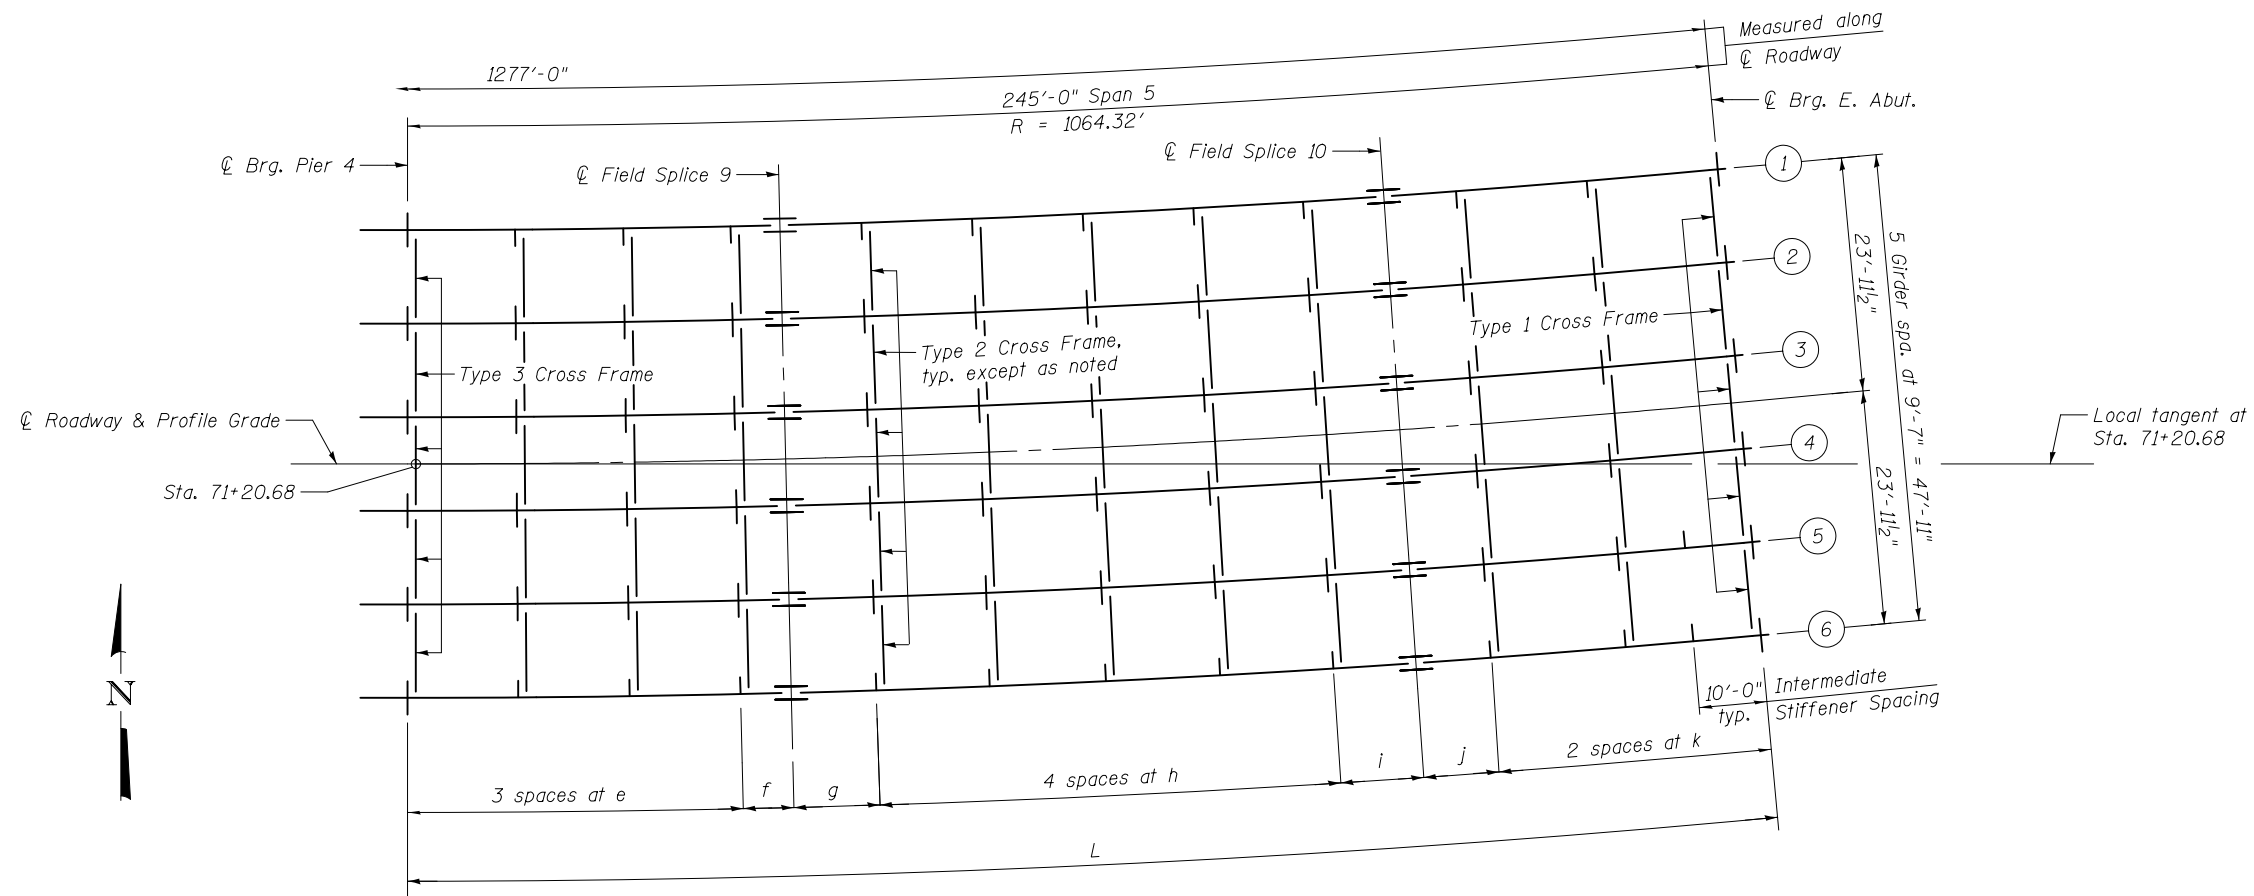 Measured along
℄ Roadway
1277'-0"
245'-0" Span 5
R = 1064.32'
℄ Brg. E. Abut.
℄ Brg. Pier 4
℄ Field Splice 9
℄ Field Splice 10
1
2
3
4
5
6
23'-11½"
23'-11½"
5 Girder spa. at 9'-7" = 47'-11"
Type 1 Cross Frame
Type 2 Cross Frame,
typ. except as noted
Type 3 Cross Frame
℄ Roadway & Profile Grade
Sta. 71+20.68
Local tangent at
Sta. 71+20.68
N
10'-0"
typ.
Intermediate
Stiffener Spacing
3 spaces at e
f
g
4 spaces at h
i
j
2 spaces at k
L